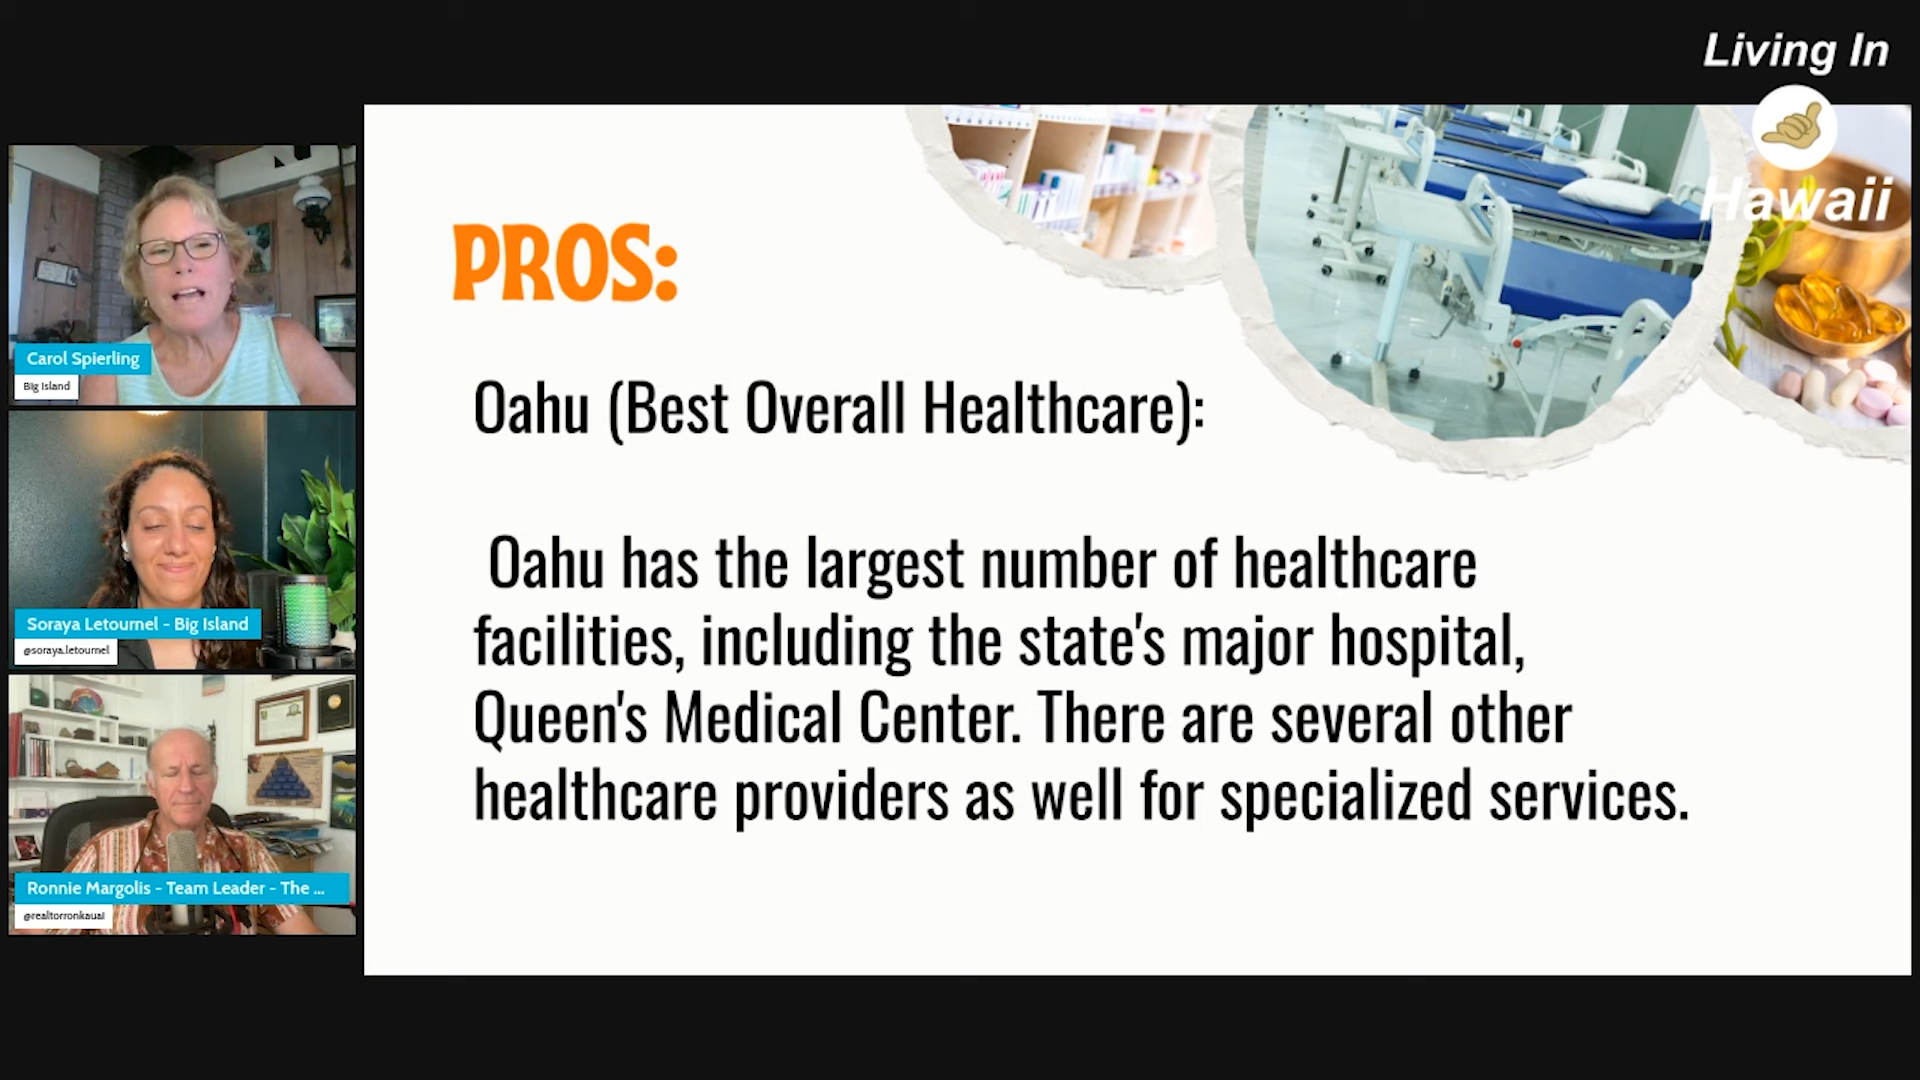 Living In
Hawaii
Carol Spierling
Big Island
Soraya Letournel - Big Island
@soraya.letournel
Ronnie Margolis - Team Leader - The ...
@realtorronkauai
PROS:
Oahu (Best Overall Healthcare):
Oahu has the largest number of healthcare
facilities, including the state's major hospital,
Queen's Medical Center. There are several other
healthcare providers as well for specialized services.